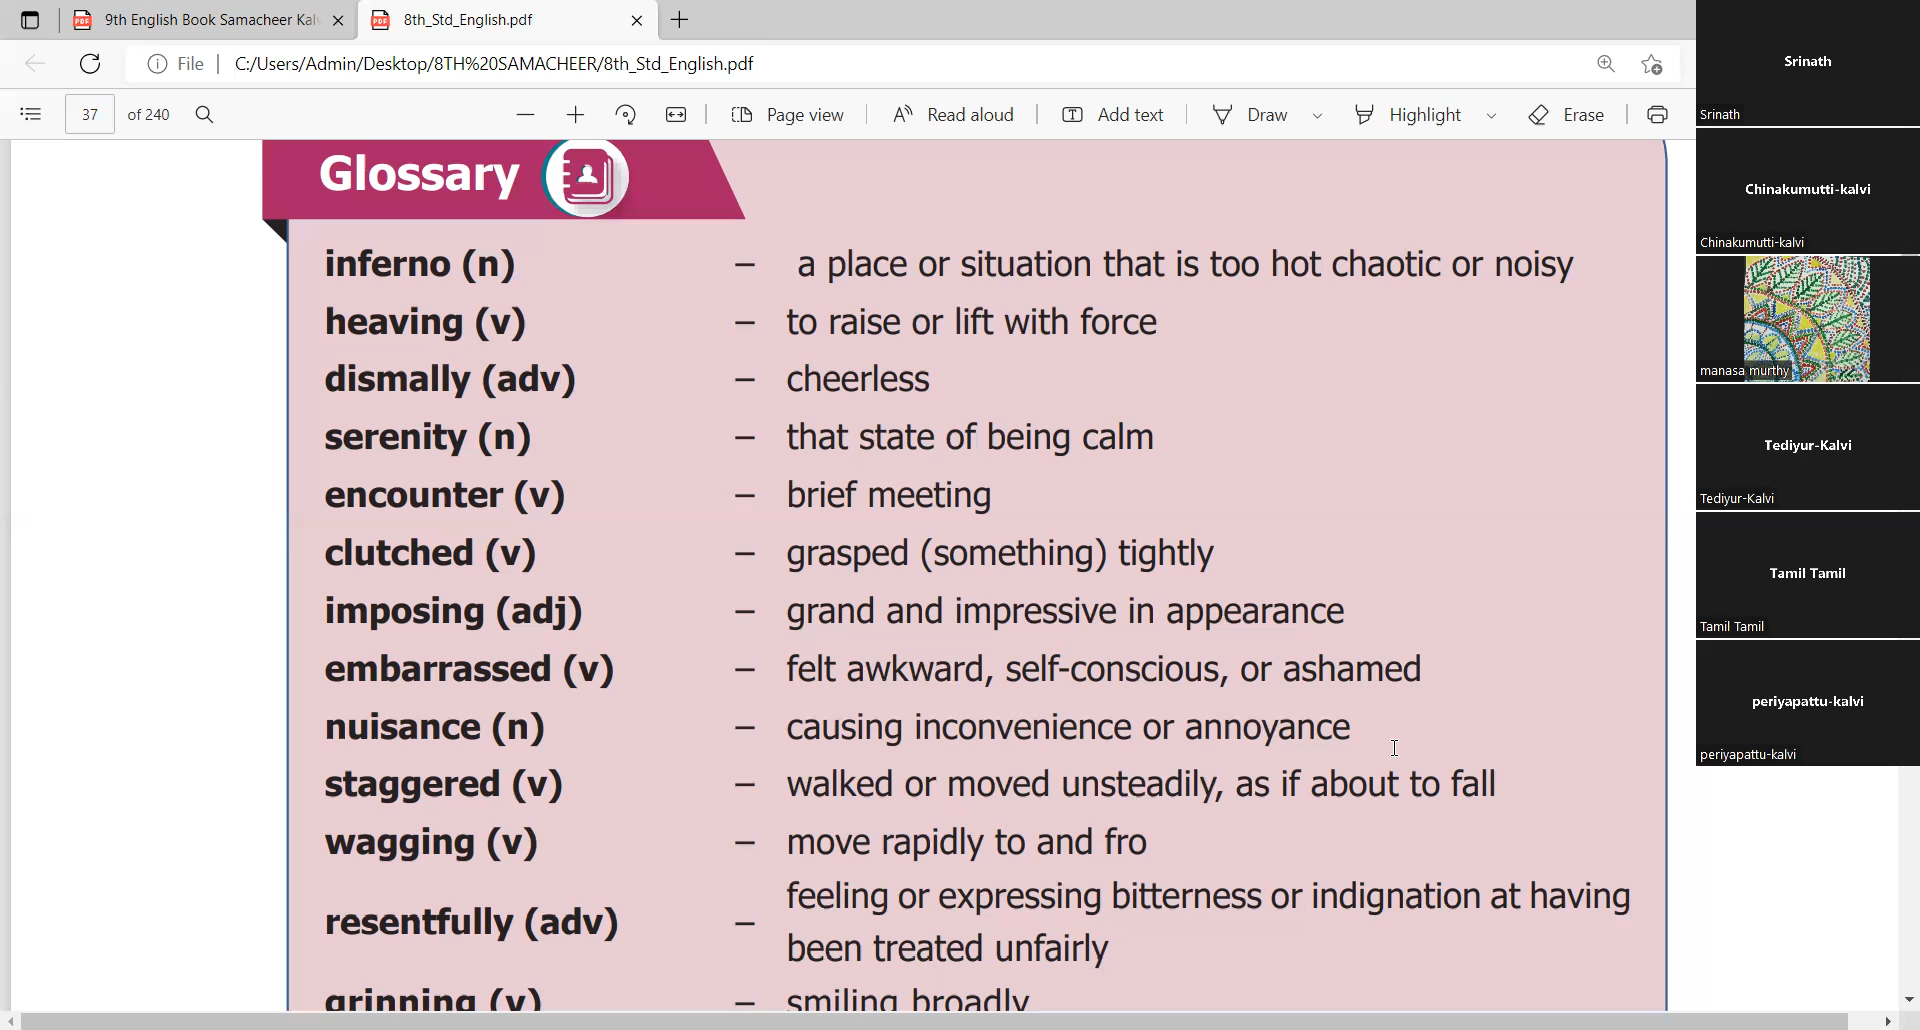 9th English Book Samacheer Kalv
8th_Std_English.pdf
File
C:/Users/Admin/Desktop/8TH%20SAMACHEER/8th_Std_English.pdf
37 of 240
Page view
Read aloud
Add text
Draw
Highlight
Erase
Glossary
inferno (n) – a place or situation that is too hot chaotic or noisy
heaving (v) – to raise or lift with force
dismally (adv) – cheerless
serenity (n) – that state of being calm
encounter (v) – brief meeting
clutched (v) – grasped (something) tightly
imposing (adj) – grand and impressive in appearance
embarrassed (v) – felt awkward, self-conscious, or ashamed
nuisance (n) – causing inconvenience or annoyance
staggered (v) – walked or moved unsteadily, as if about to fall
wagging (v) – move rapidly to and fro
resentfully (adv) – feeling or expressing bitterness or indignation at having
been treated unfairly
grinning (v) – smiling broadly
Srinath
Srinath
Chinakumutti-kalvi
Chinakumutti-kalvi
manasa murthy
Tediyur-Kalvi
Tediyur-Kalvi
Tamil Tamil
Tamil Tamil
periyapattu-kalvi
periyapattu-kalvi